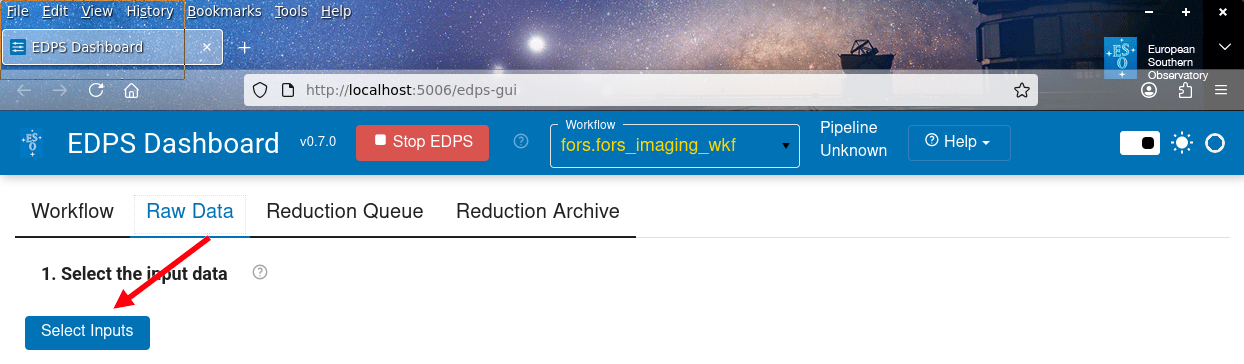 File Edit View History Bookmarks Tools Help
EDPS Dashboard
ES
O
European
Southern
Observatory
http://localhost:5006/edps-gui
ES
O
EDPS Dashboard v0.7.0 Stop EDPS
Workflow
fors.fors_imaging_wkf
Pipeline
Unknown
Help
Workflow Raw Data Reduction Queue Reduction Archive
1. Select the input data
Select Inputs